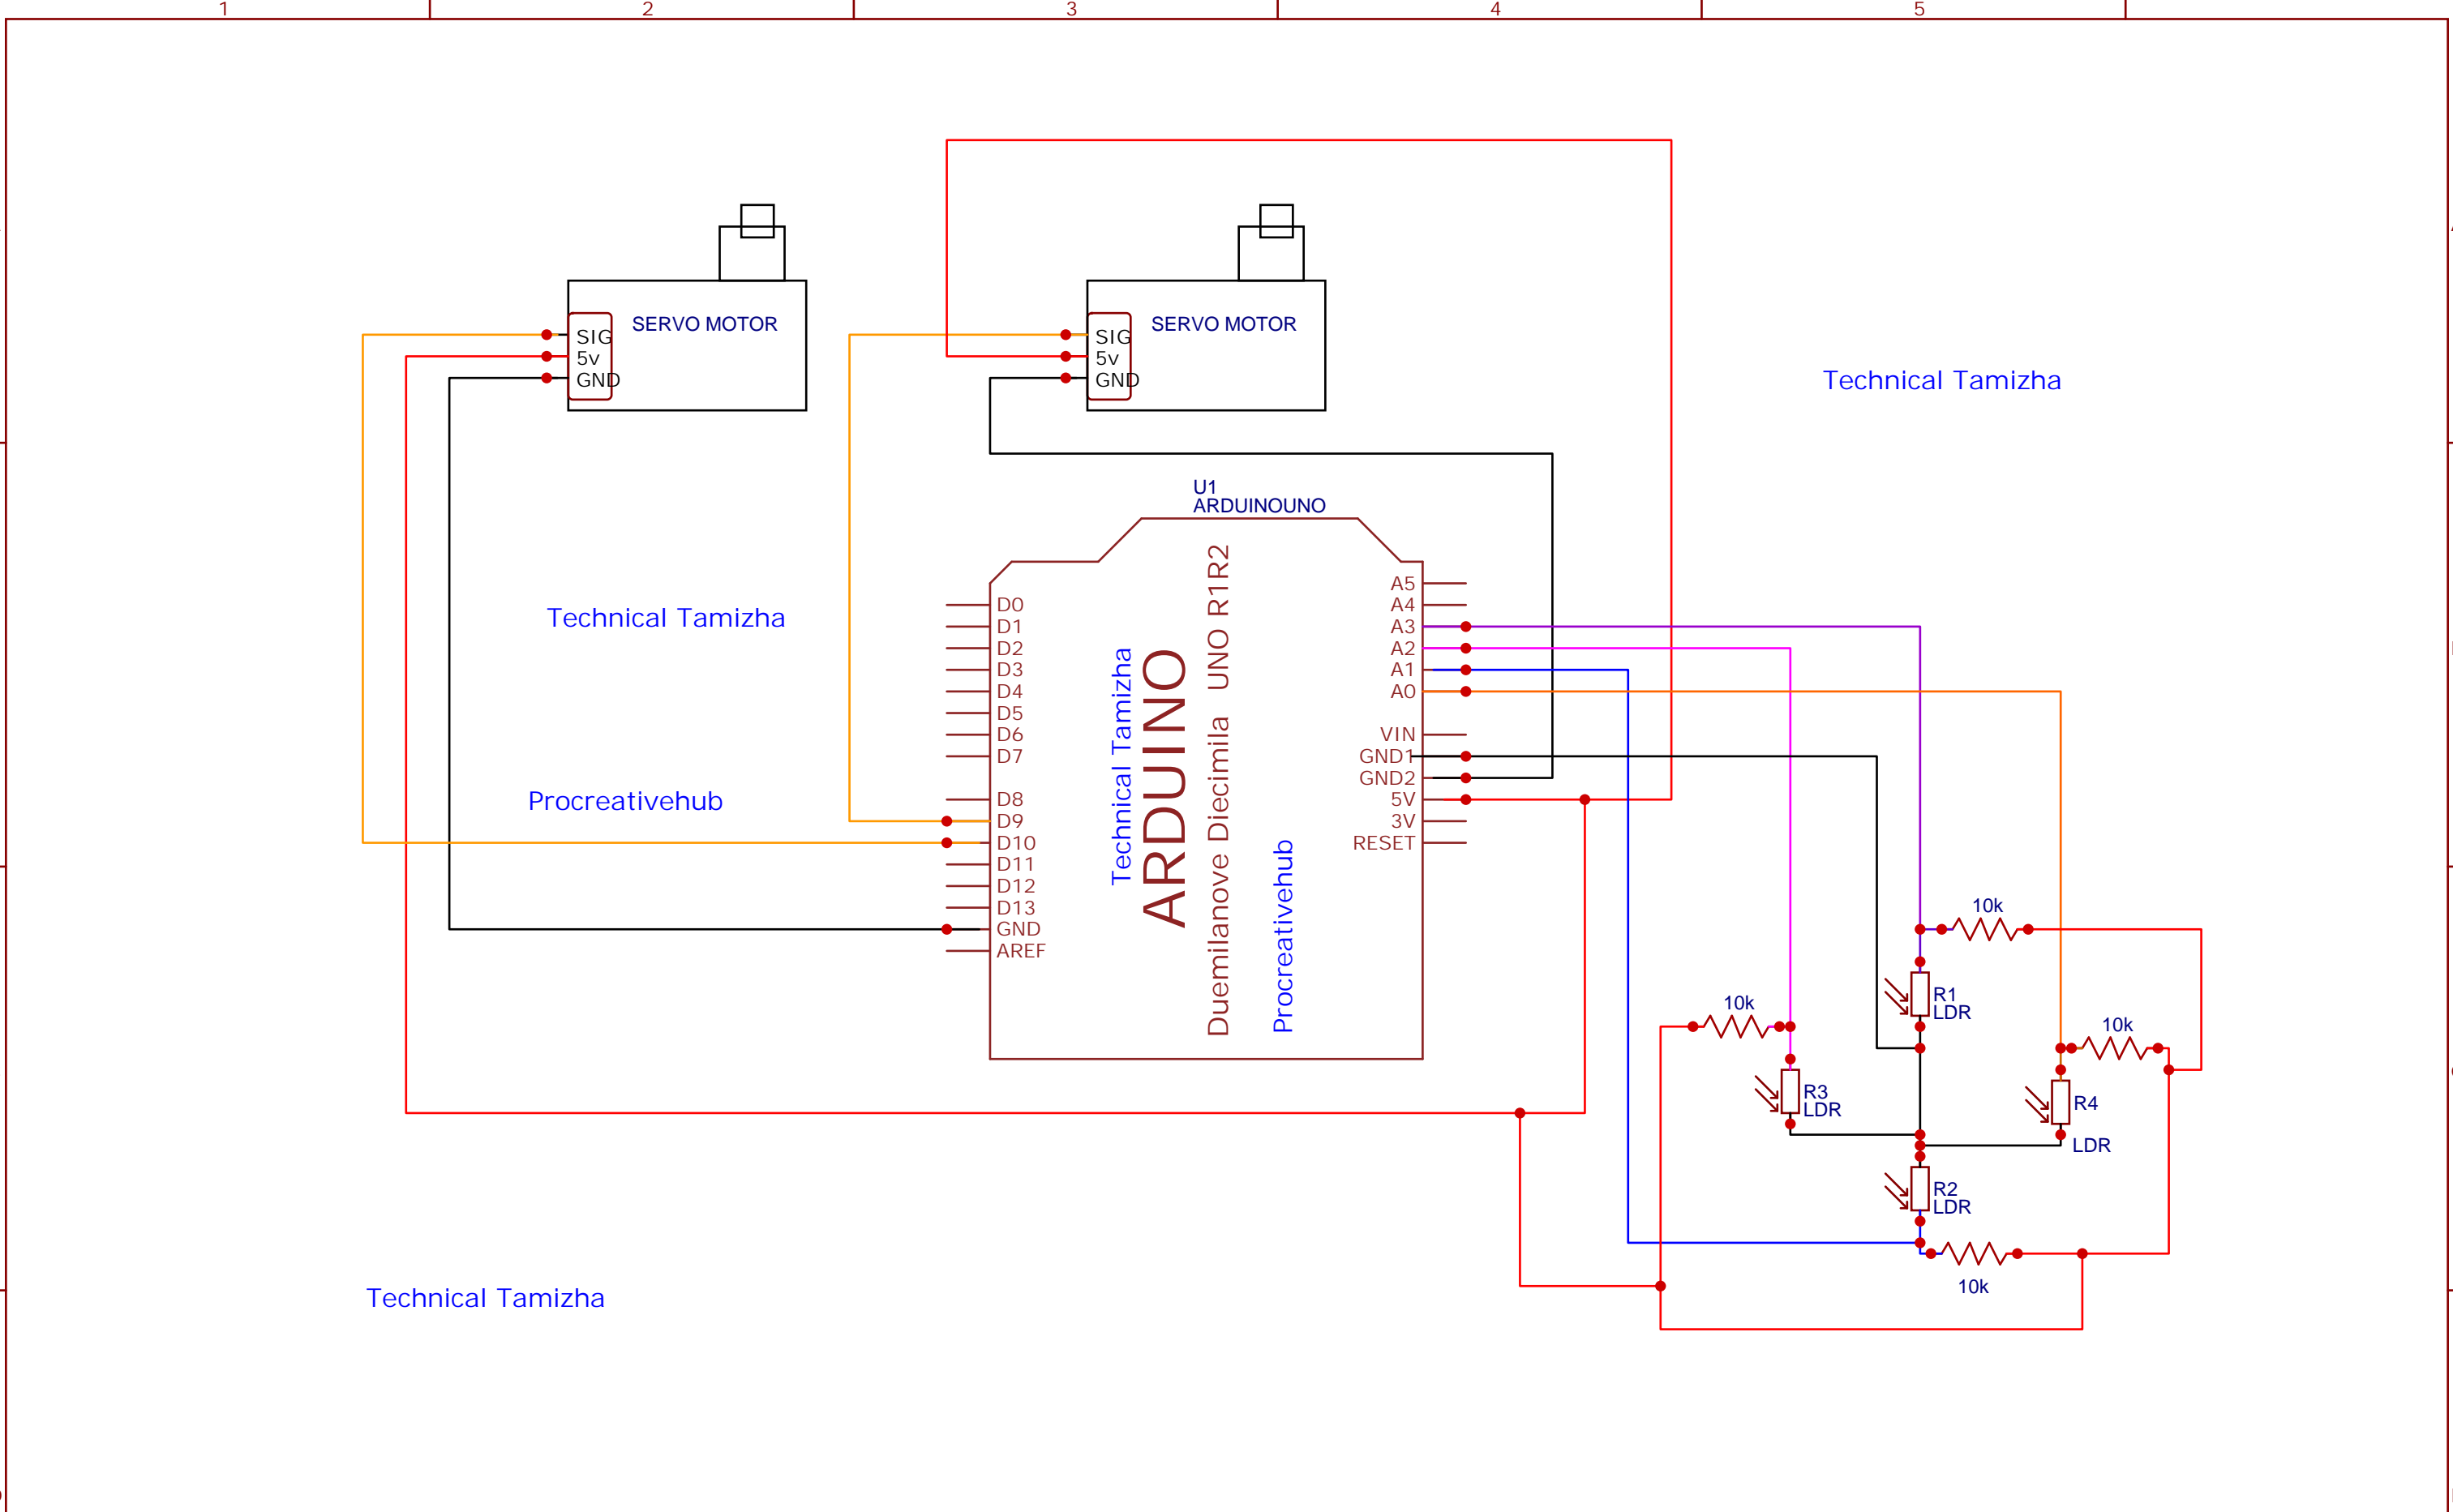 1
2
3
4
5
SERVO MOTOR
SIG
5v
GND
SERVO MOTOR
SIG
5v
GND
Technical Tamizha
U1
ARDUINOUNO
Technical Tamizha
Procreativehub
D0
D1
D2
D3
D4
D5
D6
D7
D8
D9
D10
D11
D12
D13
GND
AREF
Technical Tamizha
ARDUINO
Duemilanove Diecimila UNO R1R2
Procreativehub
A5
A4
A3
A2
A1
A0
VIN
GND1
GND2
5V
3V
RESET
10k
R1
LDR
10k
R3
LDR
10k
R4
LDR
R2
LDR
10k
Technical Tamizha